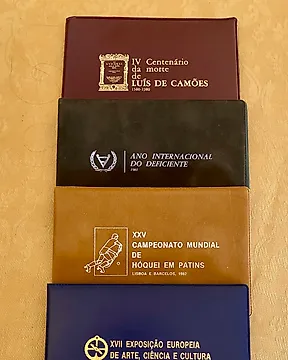 IV Centenário
da morte
de
LUÍS DE CAMÕES
1580-1980
ANO INTERNACIONAL
DO DEFICIENTE
1981
XXV
CAMPEONATO MUNDIAL
DE
HÓQUEI EM PATINS
LISBOA E BARCELOS, 1982
XVII EXPOSIÇÃO EUROPEIA
DE ARTE, CIÊNCIA E CULTURA